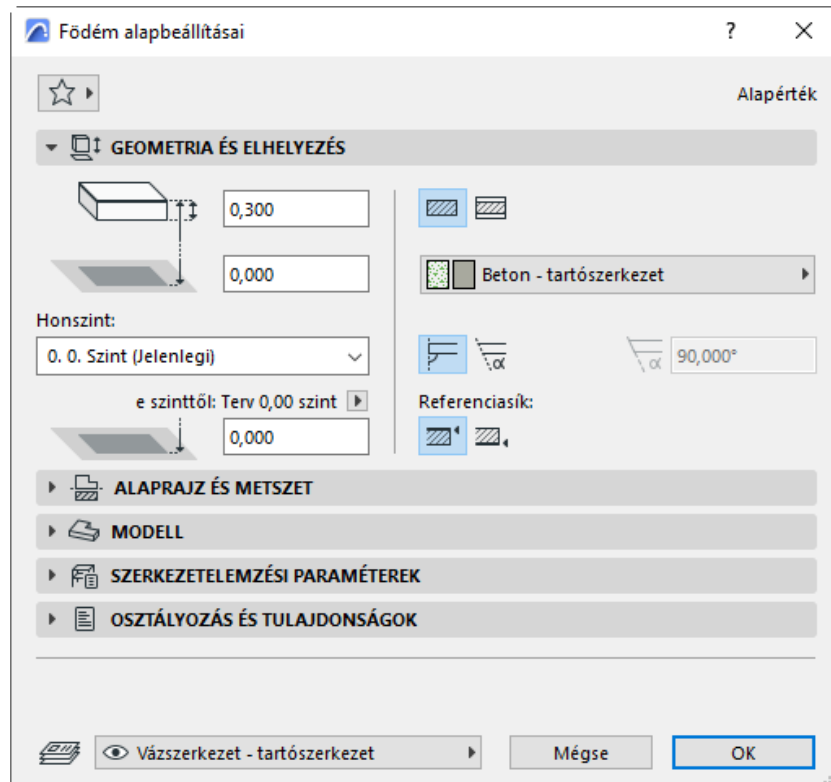 Födém alapbeállításai
?
Alapérték
GEOMETRIA ÉS ELHELYEZÉS
0,300
0,000
Beton - tartószerkezet
Honszint:
0. 0. Szint (Jelenlegi)
α
α 90,000°
e szinttől: Terv 0,00 szint
Referenciasík:
0,000
ALAPRAJZ ÉS METSZET
MODELL
SZERKEZETELEMZÉSI PARAMÉTEREK
OSZTÁLYOZÁS ÉS TULAJDONSÁGOK
Vázszerkezet - tartószerkezet
Mégse
OK